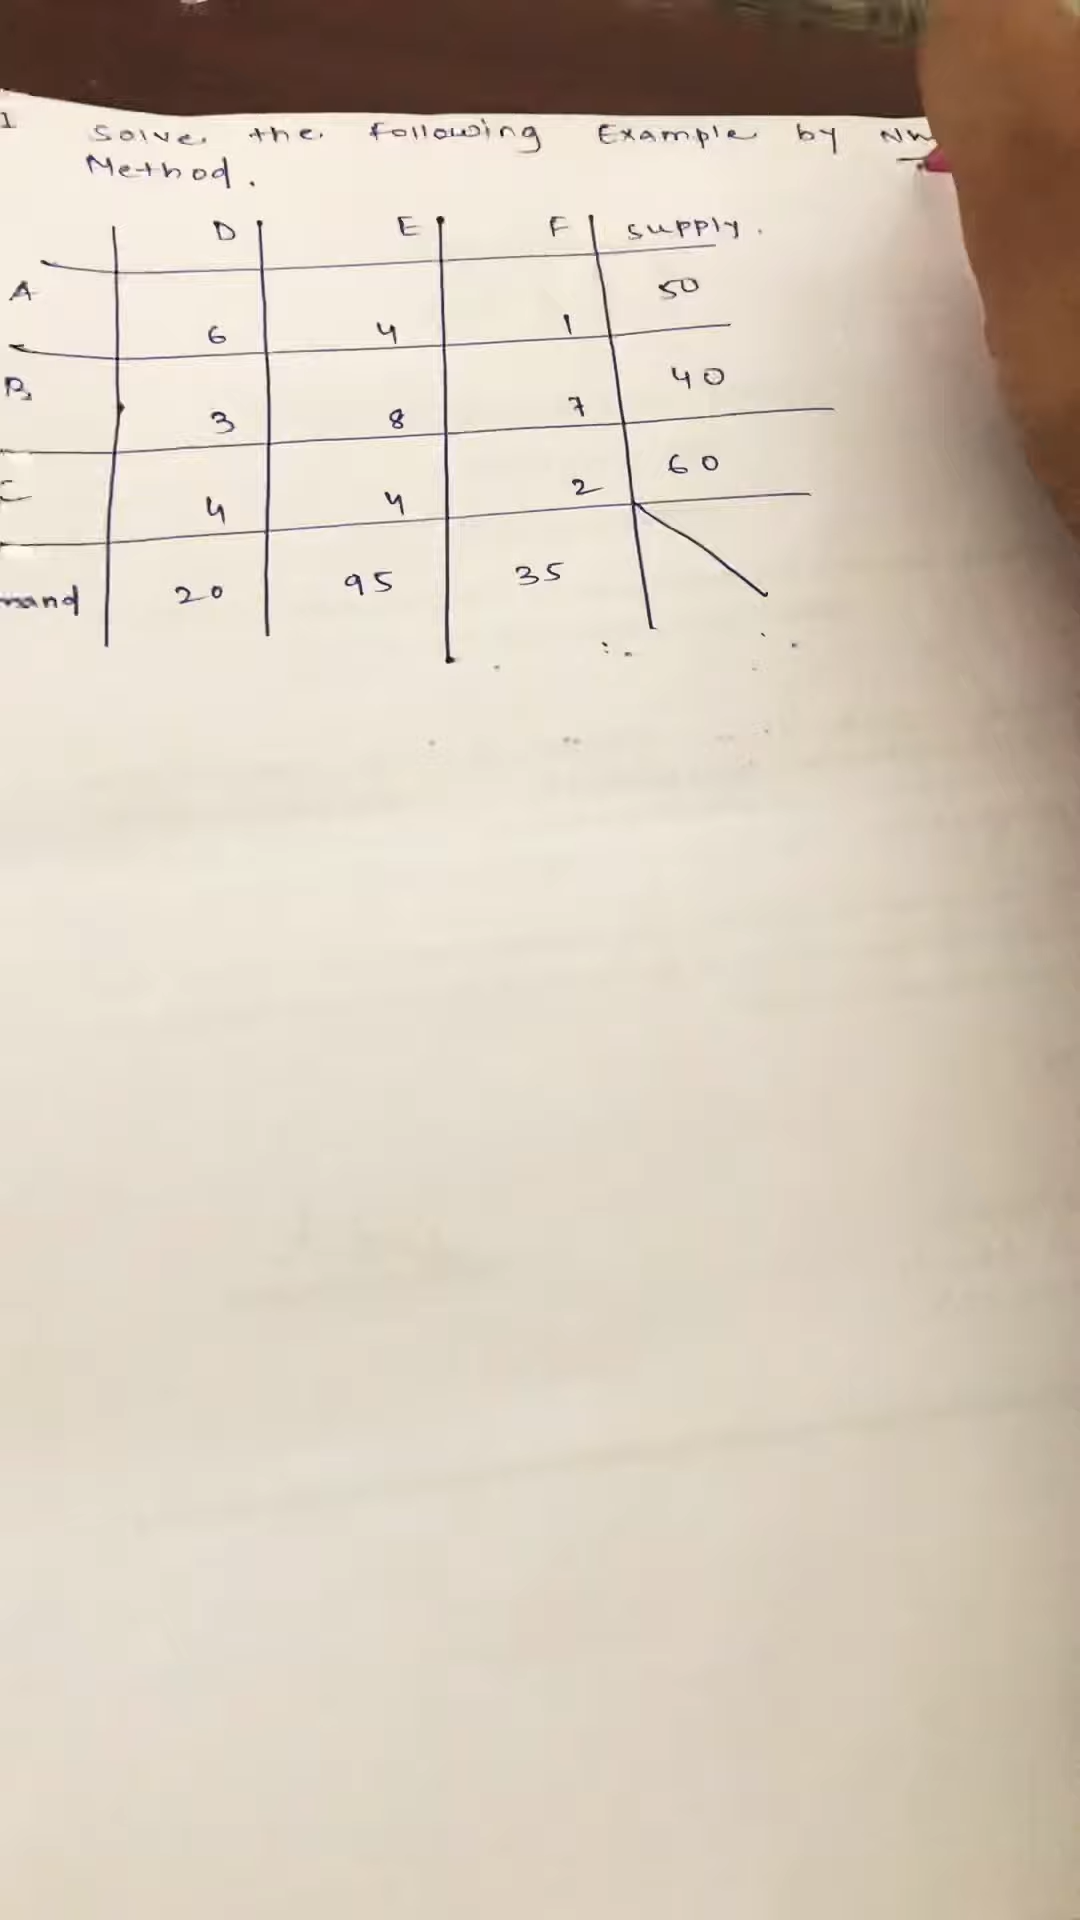 1 Solve the following Example by NW
Method.
D E F supply.
A 6 4 1 50
B 3 8 7 40
C 4 4 2 60
mand 20 95 35